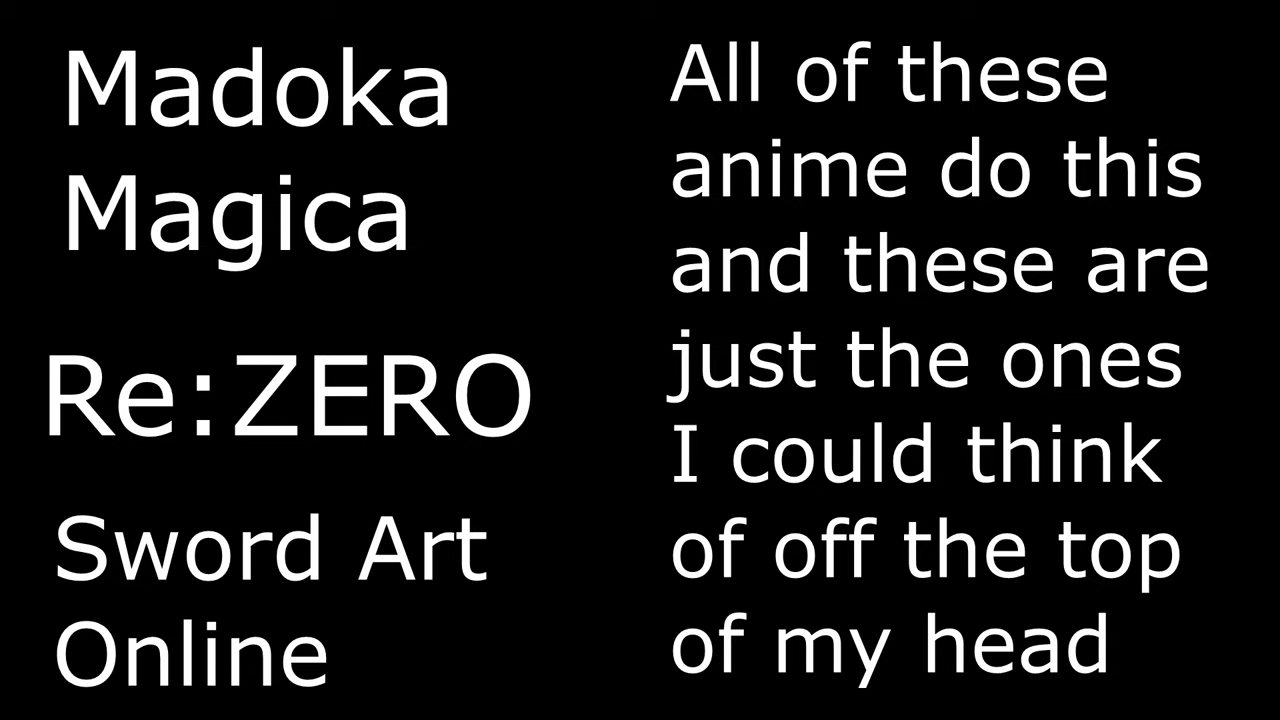 Madoka
Magica
Re:ZERO
Sword Art
Online
All of these
anime do this
and these are
just the ones
I could think
of off the top
of my head